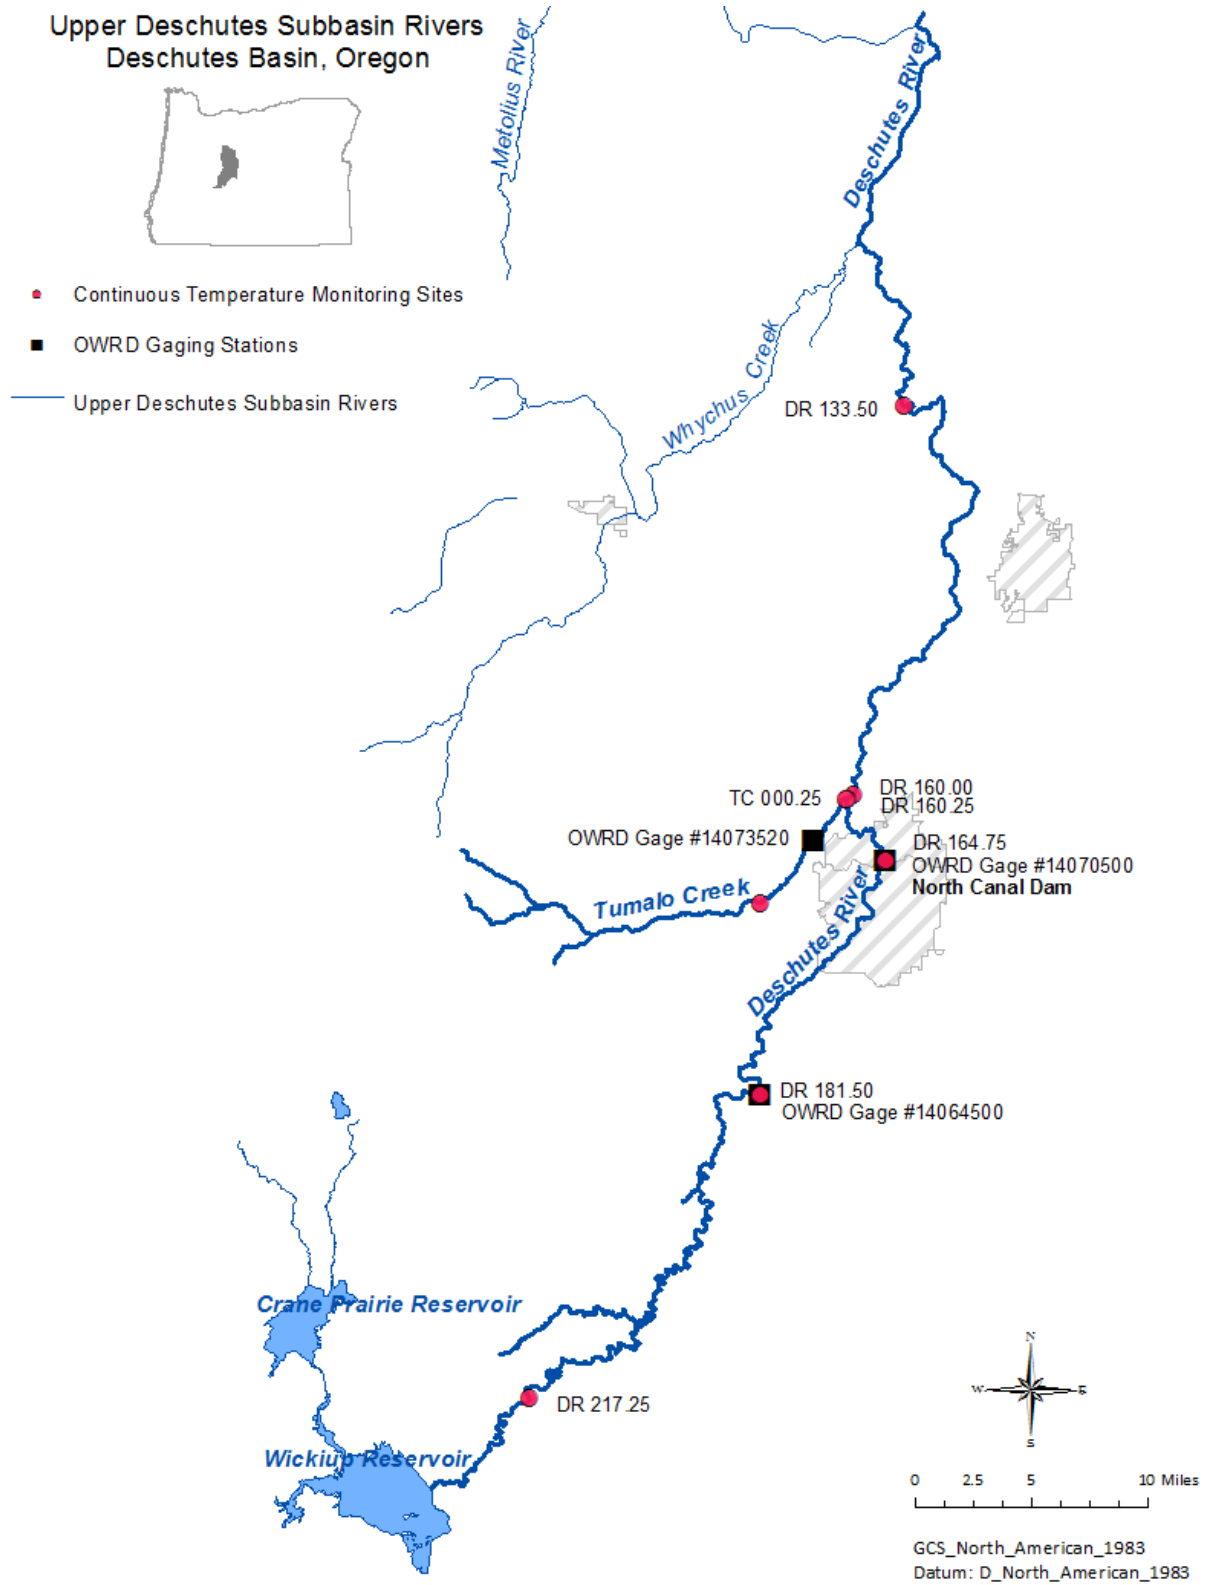 Upper Deschutes Subbasin Rivers
Deschutes Basin, Oregon
Metolius River
Deschutes River
Continuous Temperature Monitoring Sites
OWRD Gaging Stations
Upper Deschutes Subbasin Rivers
Whychus Creek
DR 133.50
DR 160.00
TC 000.25
DR 160.25
OWRD Gage #14073520
DR 164.75
OWRD Gage #14070500
North Canal Dam
Tumalo Creek
Deschutes River
DR 181.50
OWRD Gage #14064500
Crane Prairie Reservoir
DR 217.25
Wickiup Reservoir
N
W
E
S
0 2.5 5 10 Miles
GCS_North_American_1983
Datum: D_North_American_1983